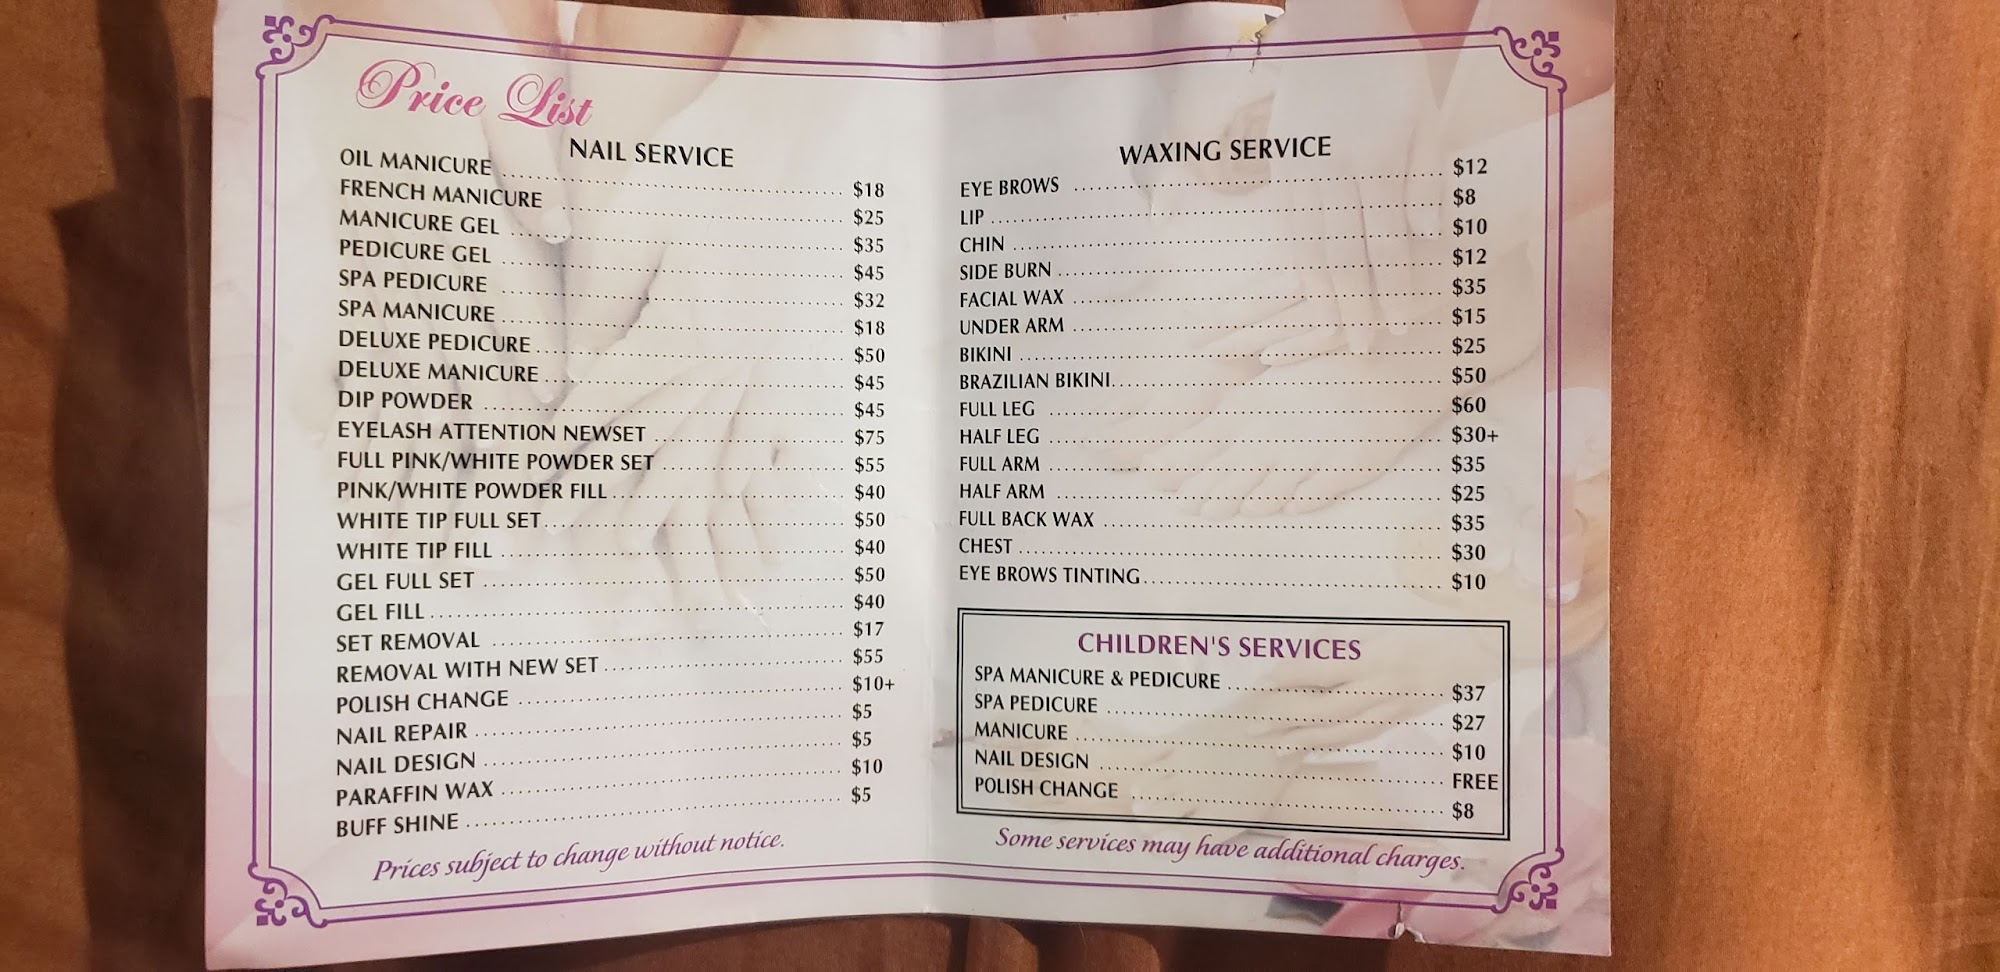 Price List
NAIL SERVICE
OIL MANICURE $18
FRENCH MANICURE $25
MANICURE GEL $35
PEDICURE GEL $45
SPA PEDICURE $32
SPA MANICURE $18
DELUXE PEDICURE $50
DELUXE MANICURE $45
DIP POWDER $45
EYELASH ATTENTION NEWSET $75
FULL PINK/WHITE POWDER SET $55
PINK/WHITE POWDER FILL $40
WHITE TIP FULL SET $50
WHITE TIP FILL $40
GEL FULL SET $50
GEL FILL $40
SET REMOVAL $17
REMOVAL WITH NEW SET $55
POLISH CHANGE $10+
NAIL REPAIR $5
NAIL DESIGN $5
PARAFFIN WAX $10
BUFF SHINE $5
Prices subject to change without notice.
WAXING SERVICE
EYE BROWS $12
LIP $8
CHIN $10
SIDE BURN $12
FACIAL WAX $35
UNDER ARM $15
BIKINI $25
BRAZILIAN BIKINI $50
FULL LEG $60
HALF LEG $30+
FULL ARM $35
HALF ARM $25
FULL BACK WAX $35
CHEST $30
EYE BROWS TINTING $10
CHILDREN'S SERVICES
SPA MANICURE & PEDICURE $37
SPA PEDICURE $27
MANICURE $10
NAIL DESIGN FREE
POLISH CHANGE $8
Some services may have additional charges.